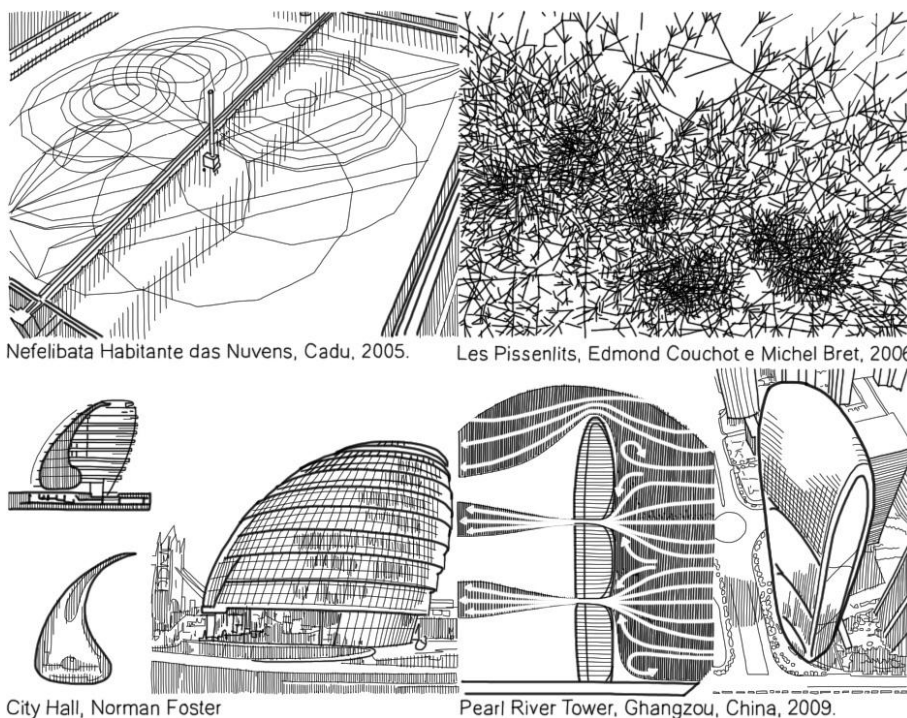 Nefelibata Habitante das Nuvens, Cadu, 2005.
Les Pissenlits, Edmond Couchot e Michel Bret, 2006
City Hall, Norman Foster
Pearl River Tower, Ghangzou, China, 2009.